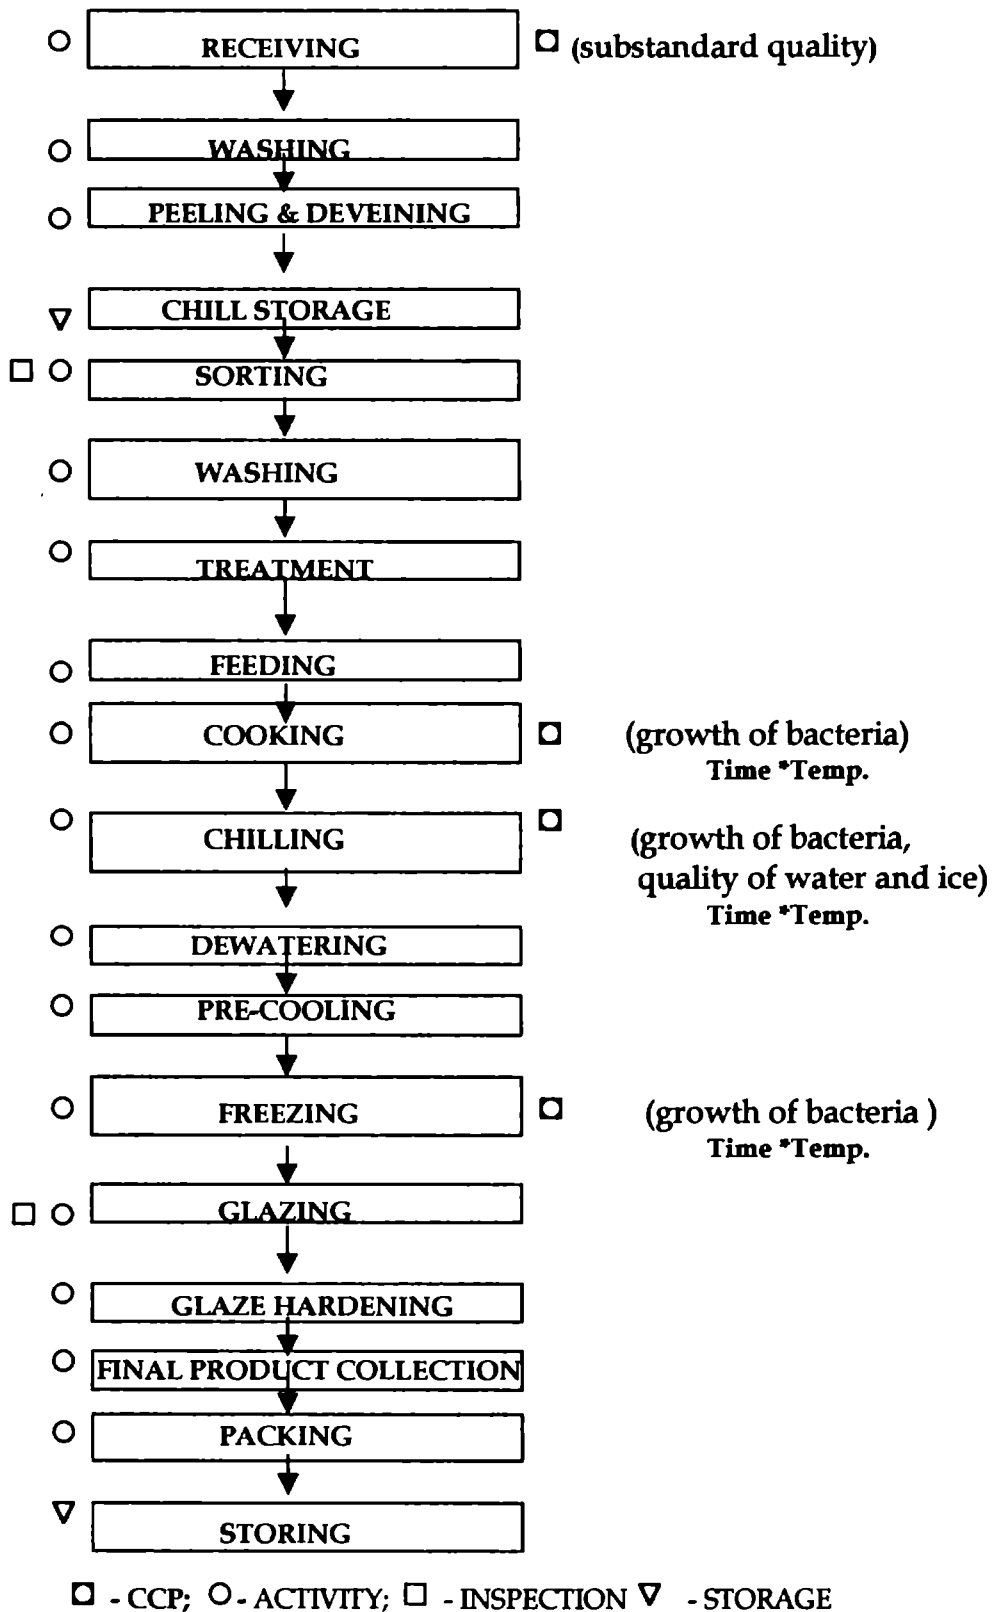 RECEIVING (substandard quality)
WASHING
PEELING & DEVEINING
CHILL STORAGE
SORTING
WASHING
TREATMENT
FEEDING
COOKING (growth of bacteria)
Time *Temp.
CHILLING (growth of bacteria,
quality of water and ice)
Time *Temp.
DEWATERING
PRE-COOLING
FREEZING (growth of bacteria )
Time *Temp.
GLAZING
GLAZE HARDENING
FINAL PRODUCT COLLECTION
PACKING
STORING
- CCP; - ACTIVITY; - INSPECTION - STORAGE